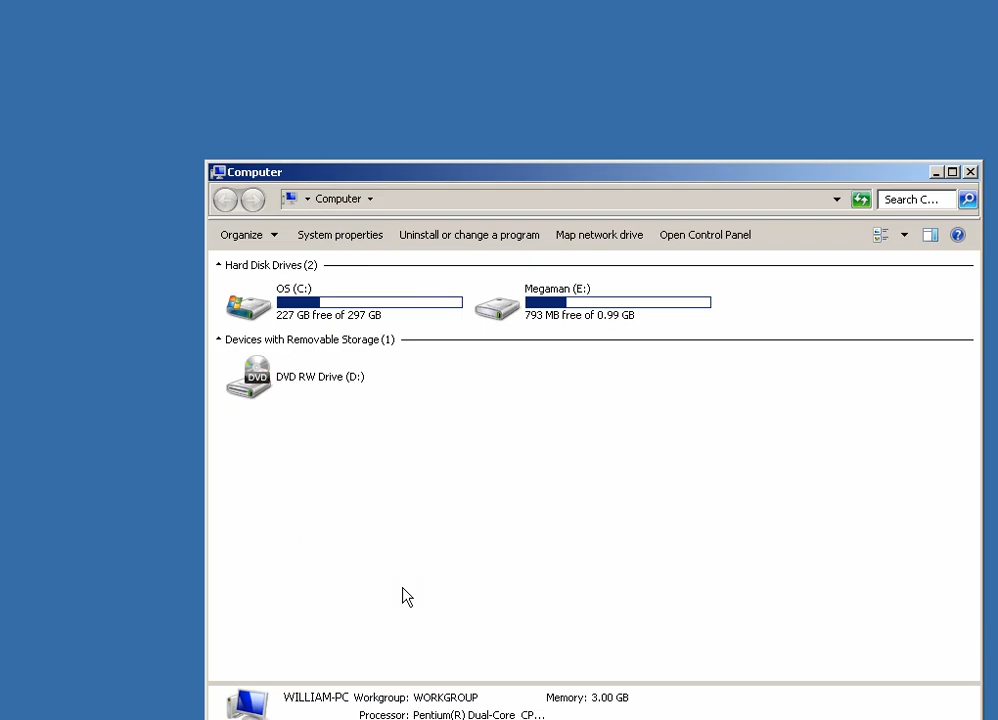 Computer
Computer
Search C...
Organize System properties Uninstall or change a program Map network drive Open Control Panel
Hard Disk Drives (2)
OS (C:)
227 GB free of 297 GB
Megaman (E:)
793 MB free of 0.99 GB
Devices with Removable Storage (1)
DVD
DVD RW Drive (D:)
WILLIAM-PC Workgroup: WORKGROUP Memory: 3.00 GB
Processor: Pentium(R) Dual-Core CP...